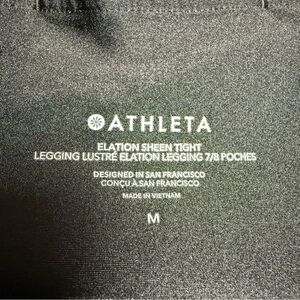 ATHLETA
ELATION SHEEN TIGHT
LEGGING LUSTRÉ ELATION LEGGING 7/8 POCHES
DESIGNED IN SAN FRANCISCO
CONÇU À SAN FRANCISCO
MADE IN VIETNAM
M